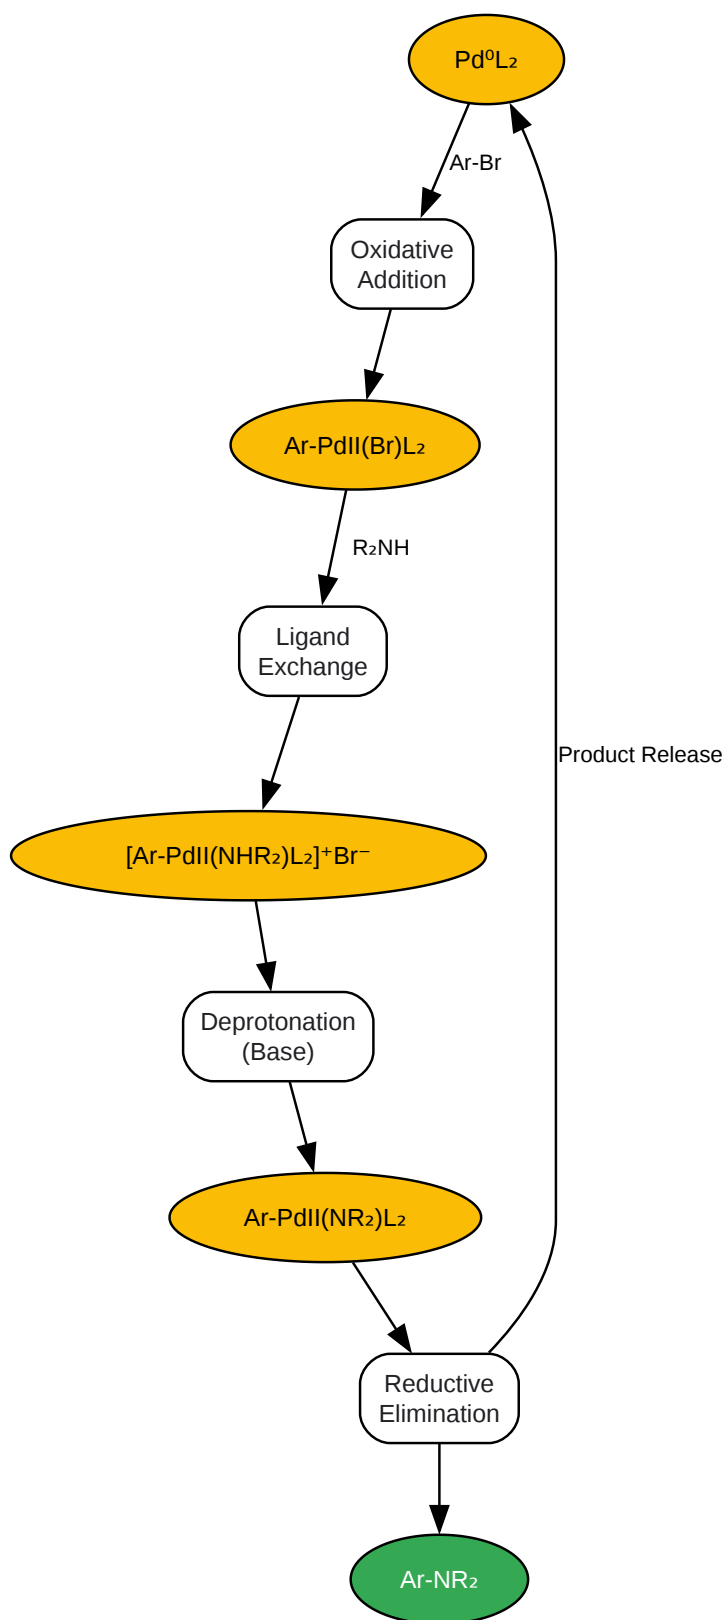 Pd⁰L₂
Ar-Br
Oxidative
Addition
Ar-PdII(Br)L₂
R₂NH
Ligand
Exchange
Product Release
[Ar-PdII(NHR₂)L₂]⁺Br⁻
Deprotonation
(Base)
Ar-PdII(NR₂)L₂
Reductive
Elimination
Ar-NR₂